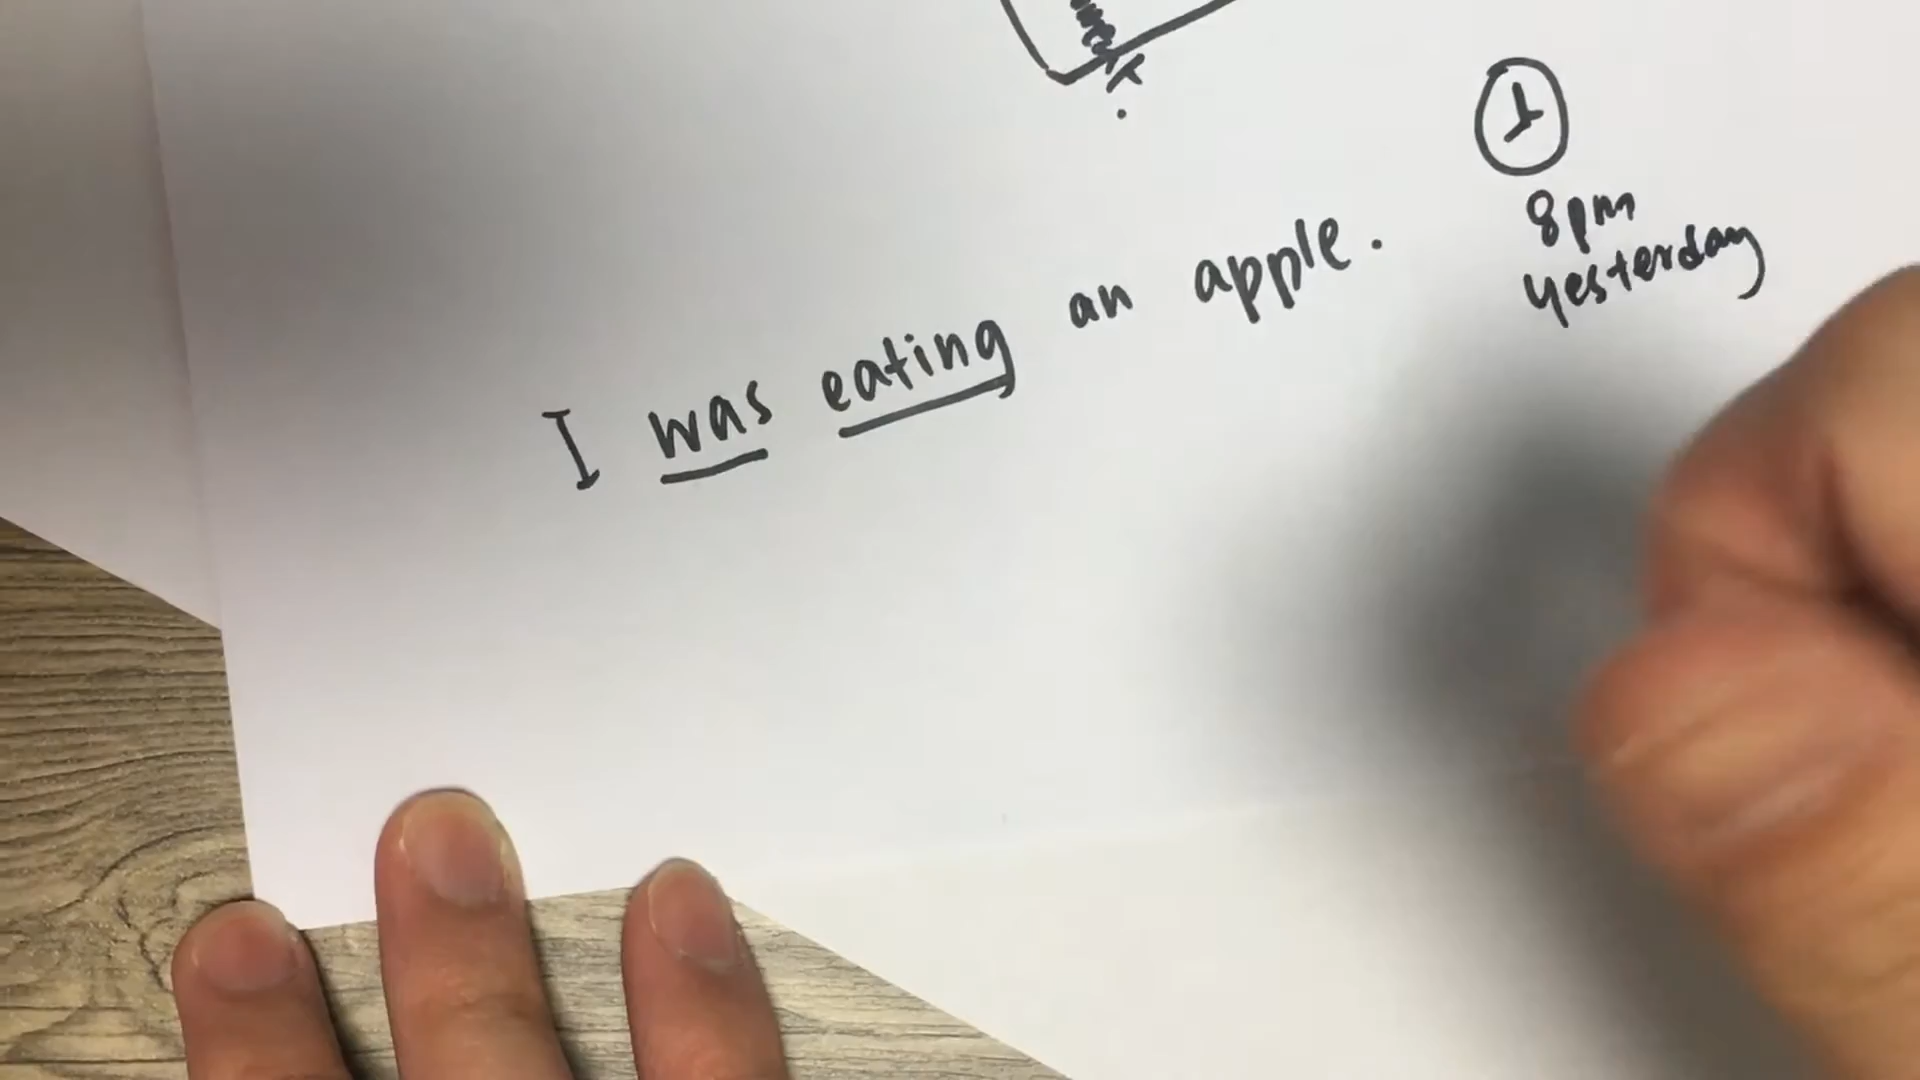 I was eating an apple.
8pm
yesterday